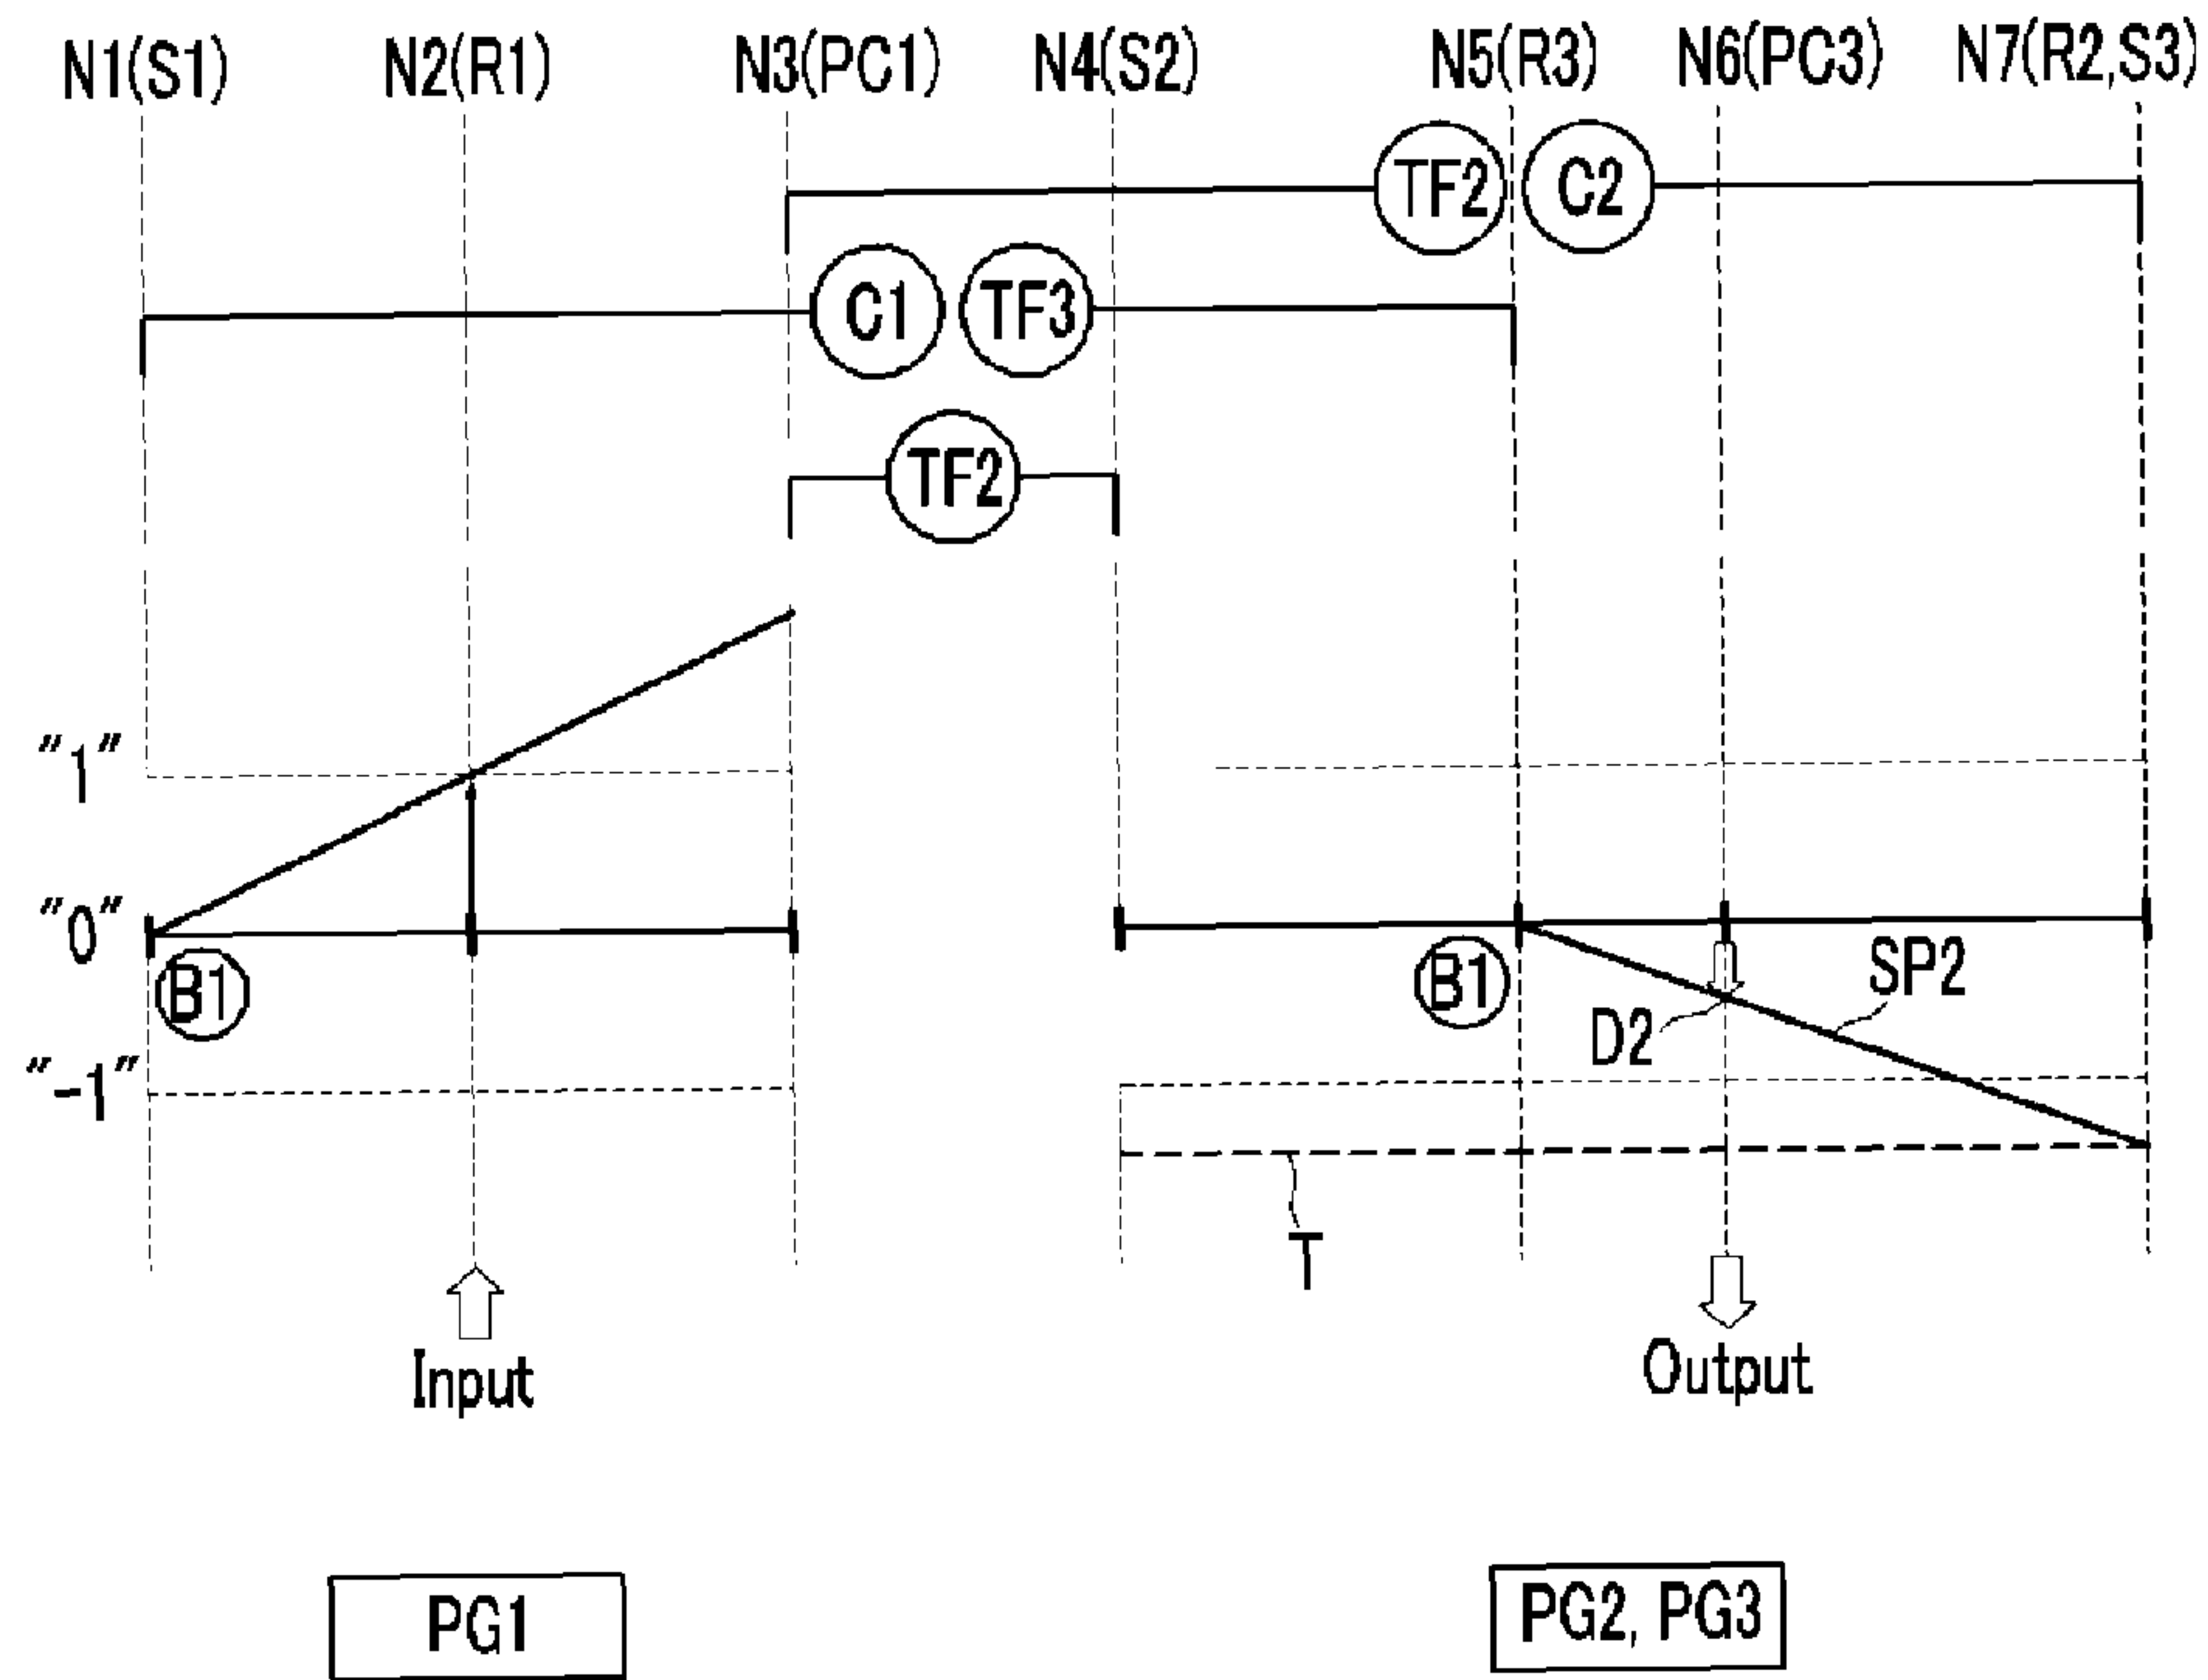 N1(S1) N2(R1) N3(PC1) N4(S2) N5(R3) N6(PC3) N7(R2,S3)
TF2 C2
C1 TF3
TF2
"1"
"0"
B1 B1 D2 SP2
"-1"
T
Input Output
PG1 PG2, PG3